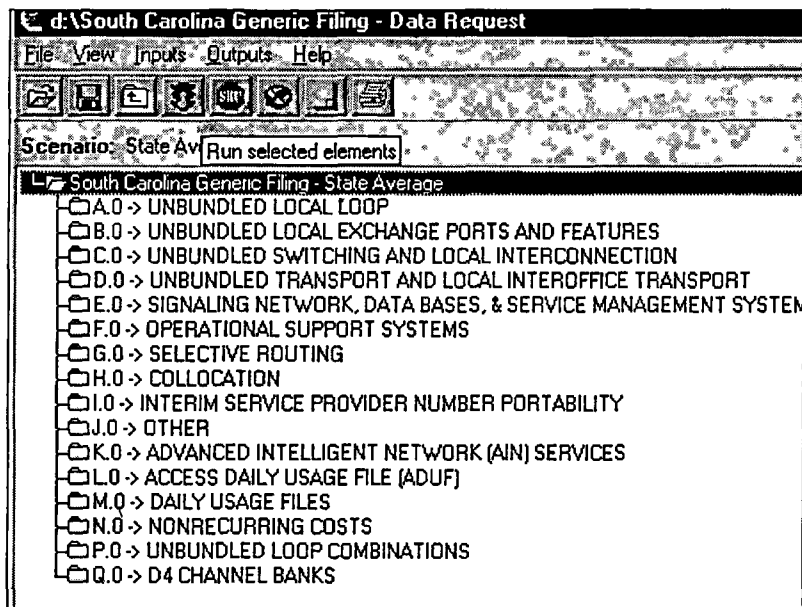 d:\South Carolina Generic Filing - Data Request
File View Inputs Outputs Help
STOP
Scenario: State Av
Run selected elements
South Carolina Generic Filing - State Average
A.0 -> UNBUNDLED LOCAL LOOP
B.0 -> UNBUNDLED LOCAL EXCHANGE PORTS AND FEATURES
C.0 -> UNBUNDLED SWITCHING AND LOCAL INTERCONNECTION
D.0 -> UNBUNDLED TRANSPORT AND LOCAL INTEROFFICE TRANSPORT
E.0 -> SIGNALING NETWORK, DATA BASES, & SERVICE MANAGEMENT SYSTEM
F.0 -> OPERATIONAL SUPPORT SYSTEMS
G.0 -> SELECTIVE ROUTING
H.0 -> COLLOCATION
I.0 -> INTERIM SERVICE PROVIDER NUMBER PORTABILITY
J.0 -> OTHER
K.0 -> ADVANCED INTELLIGENT NETWORK (AIN) SERVICES
L.0 -> ACCESS DAILY USAGE FILE (ADUF)
M.0 -> DAILY USAGE FILES
N.0 -> NONRECURRING COSTS
P.0 -> UNBUNDLED LOOP COMBINATIONS
Q.0 -> D4 CHANNEL BANKS